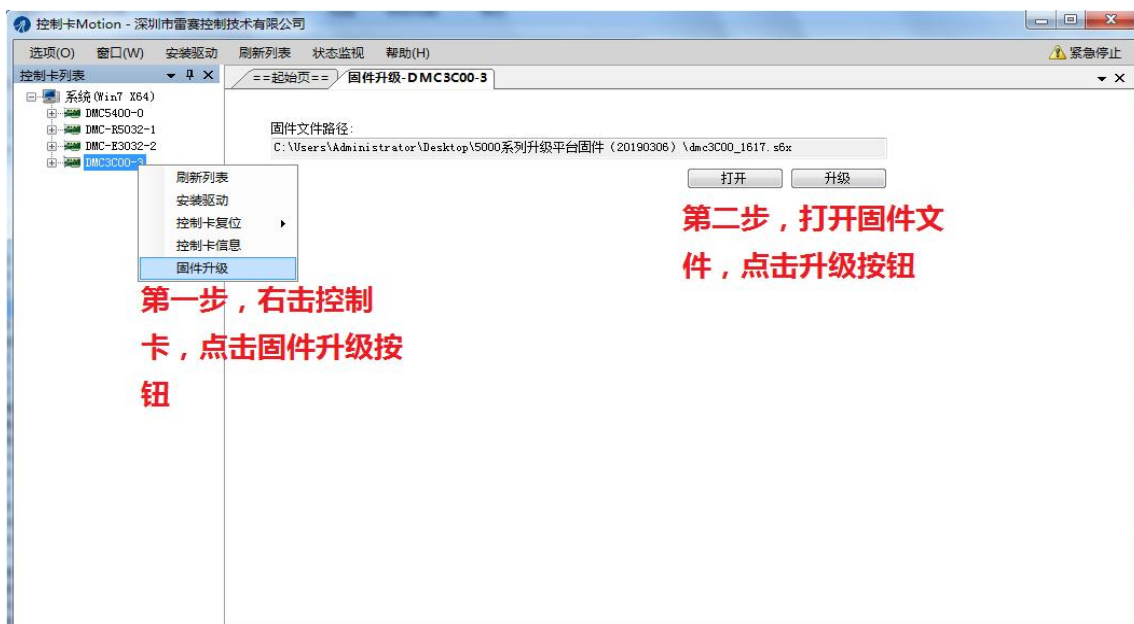 控制卡Motion - 深圳市雷赛控制技术有限公司
选项(O) 窗口(W) 安装驱动 刷新列表 状态监视 帮助(H) 紧急停止
控制卡列表
==起始页== 固件升级-DMC3C00-3
系统(Win7 X64)
DMC5400-0
DMC-R5032-1
DMC-E3032-2
DMC3C00-3
固件文件路径:
C:\Users\Administrator\Desktop\5000系列升级平台固件（20190306）\dmc3C00_1617.s6x
打开 升级
刷新列表
安装驱动
控制卡复位
控制卡信息
固件升级
第一步，右击控制
卡，点击固件升级按
钮
第二步，打开固件文
件，点击升级按钮